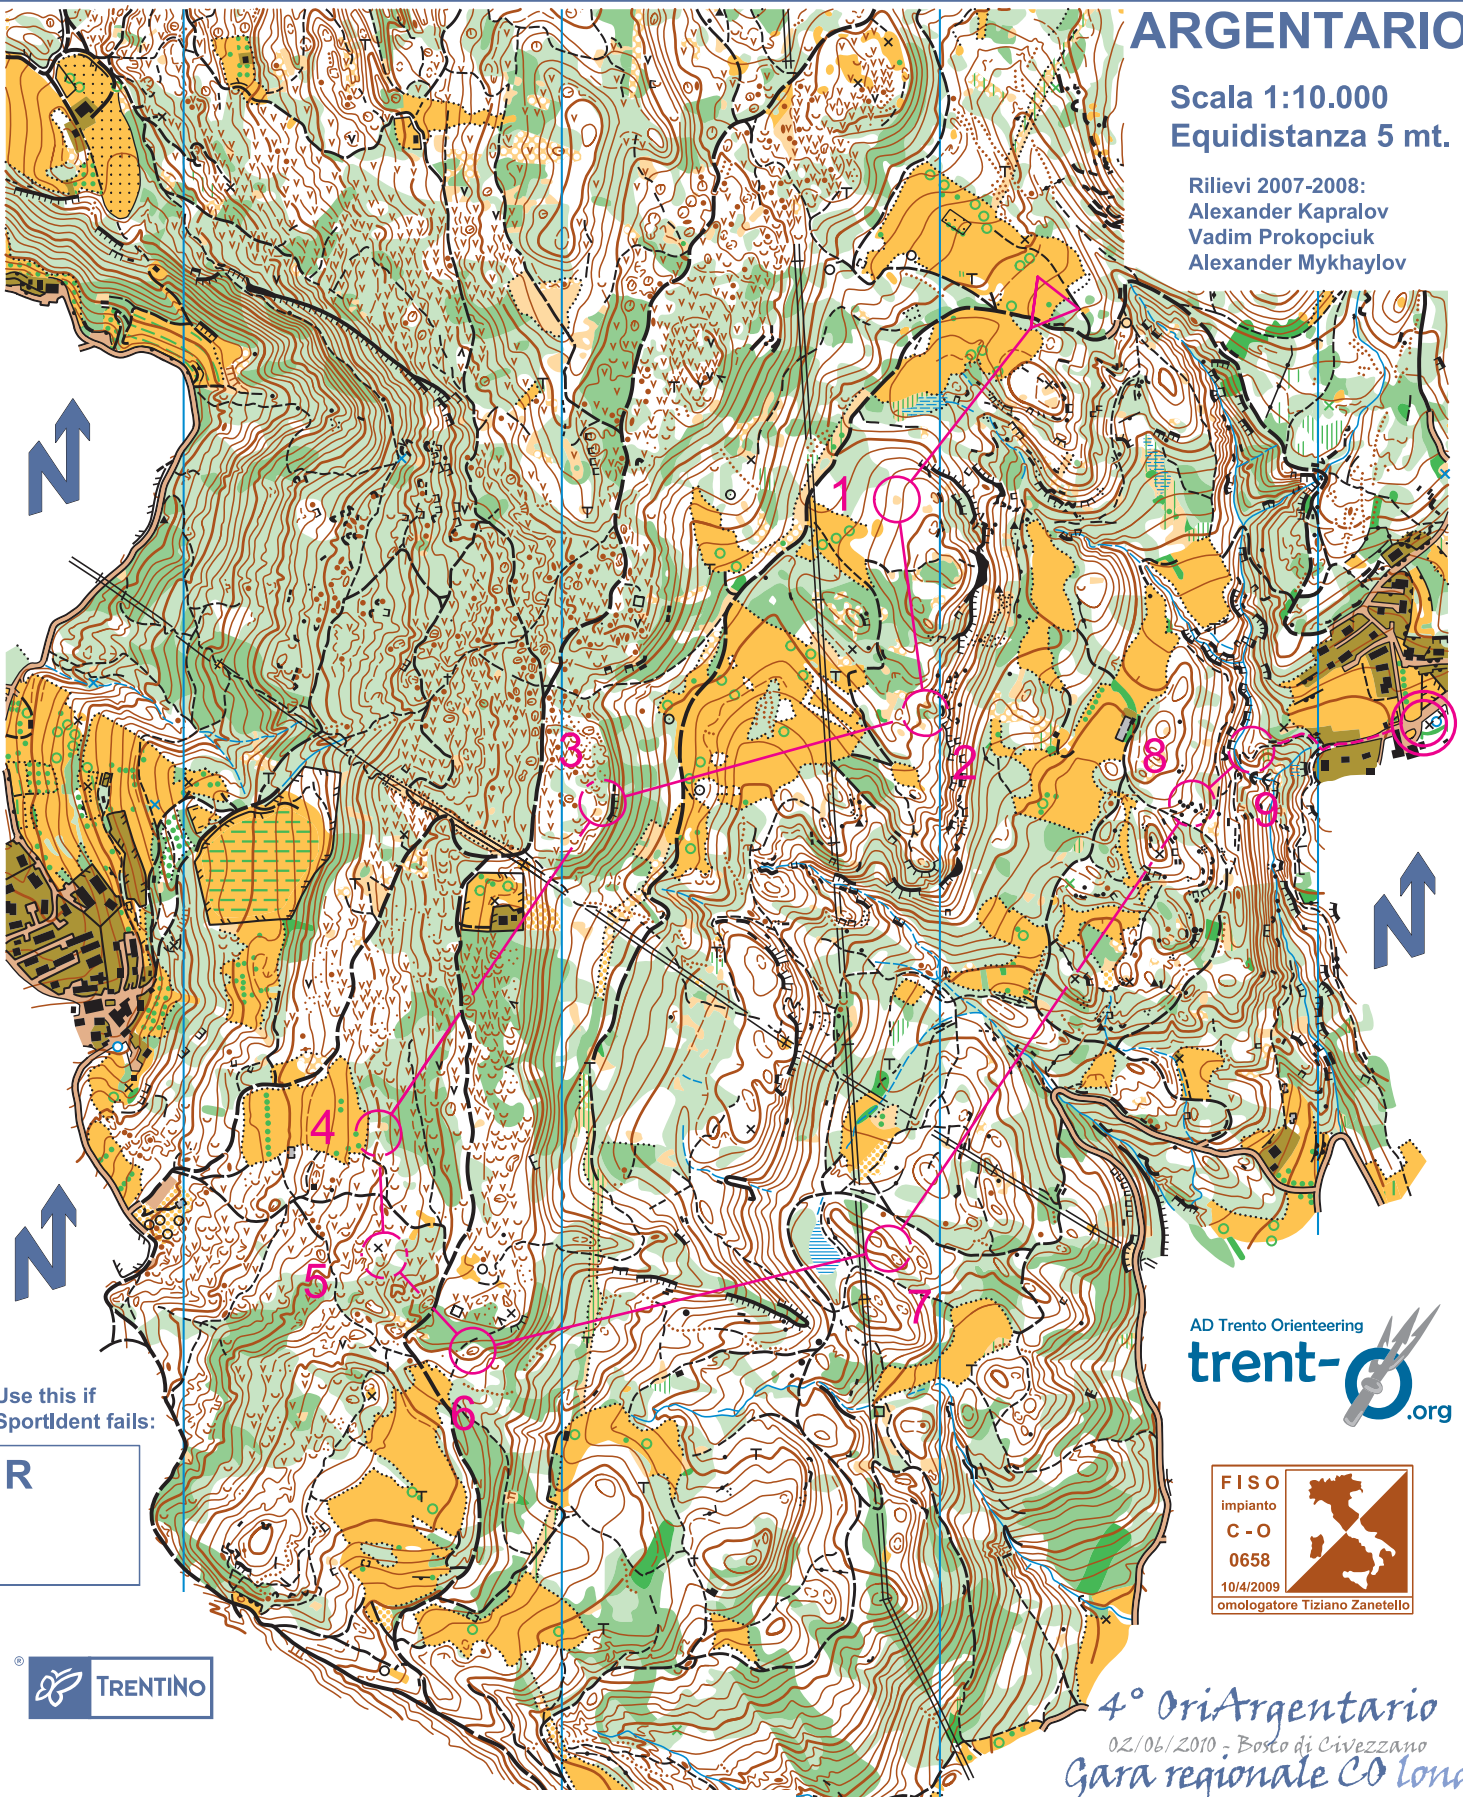 ARGENTARIO
Scala 1:10.000
Equidistanza 5 mt.
Rilievi 2007-2008:
Alexander Kapralov
Vadim Prokopciuk
Alexander Mykhaylov
N
1
2
3
8
9
N
N
4
5
7
6
AD Trento Orienteering
trent-O.org
Use this if
SportIdent fails:
R
FISO
impianto
C - O
0658
10/4/2009
omologatore Tiziano Zanetello
® TRENTINO
4° OriArgentario
02/06/2010 - Bosco di Civezzano
Gara regionale CO long